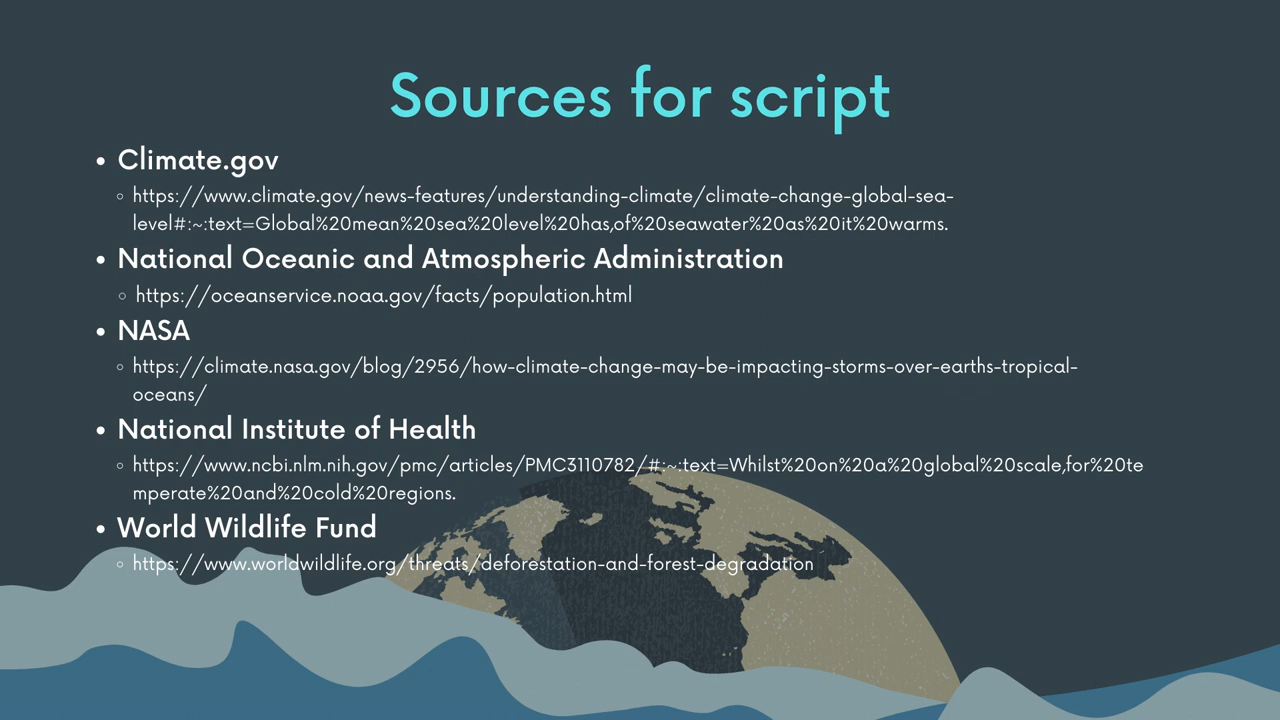 Sources for script
• Climate.gov
◦ https://www.climate.gov/news-features/understanding-climate/climate-change-global-sea-
level#:~:text=Global%20mean%20sea%20level%20has,of%20seawater%20as%20it%20warms.
• National Oceanic and Atmospheric Administration
◦ https://oceanservice.noaa.gov/facts/population.html
• NASA
◦ https://climate.nasa.gov/blog/2956/how-climate-change-may-be-impacting-storms-over-earths-tropical-
oceans/
• National Institute of Health
◦ https://www.ncbi.nlm.nih.gov/pmc/articles/PMC3110782/#:~:text=Whilst%20on%20a%20global%20scale,for%20te
mperate%20and%20cold%20regions.
• World Wildlife Fund
◦ https://www.worldwildlife.org/threats/deforestation-and-forest-degradation